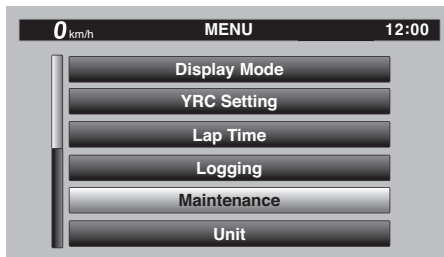 0 km/h MENU 12:00
Display Mode
YRC Setting
Lap Time
Logging
Maintenance
Unit